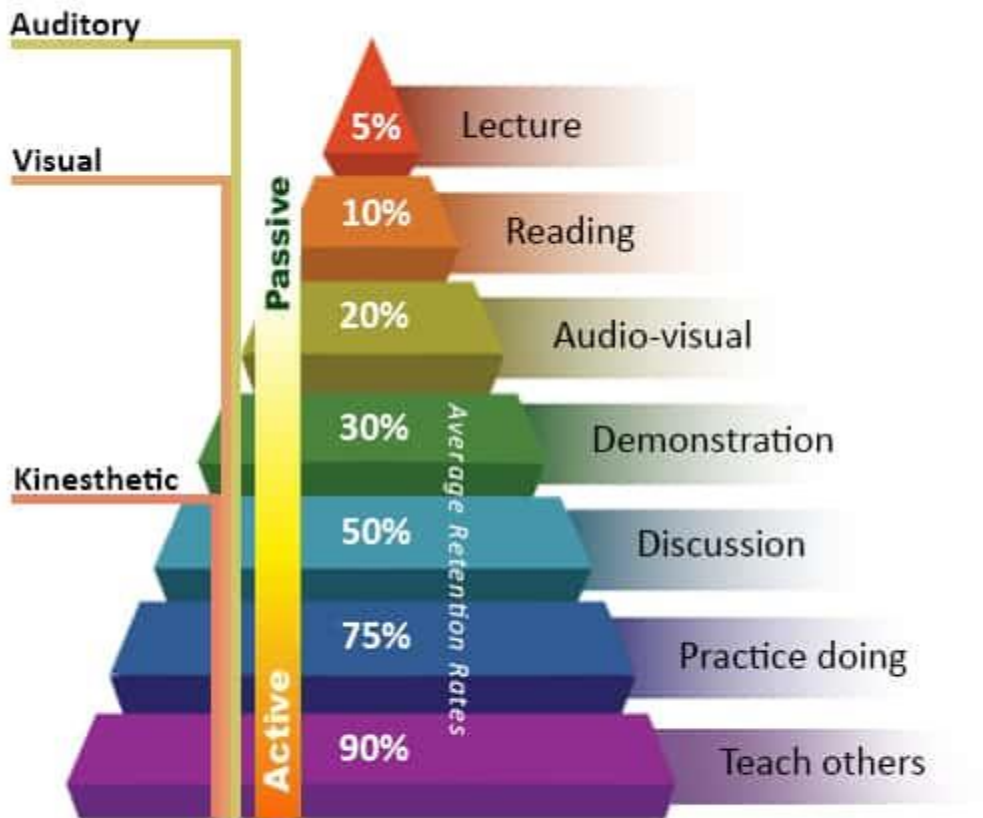 Auditory
5%
Lecture
Visual
Passive
10%
Reading
20%
Audio-visual
30%
Demonstration
Average Retention Rates
Kinesthetic
50%
Discussion
75%
Practice doing
Active
90%
Teach others